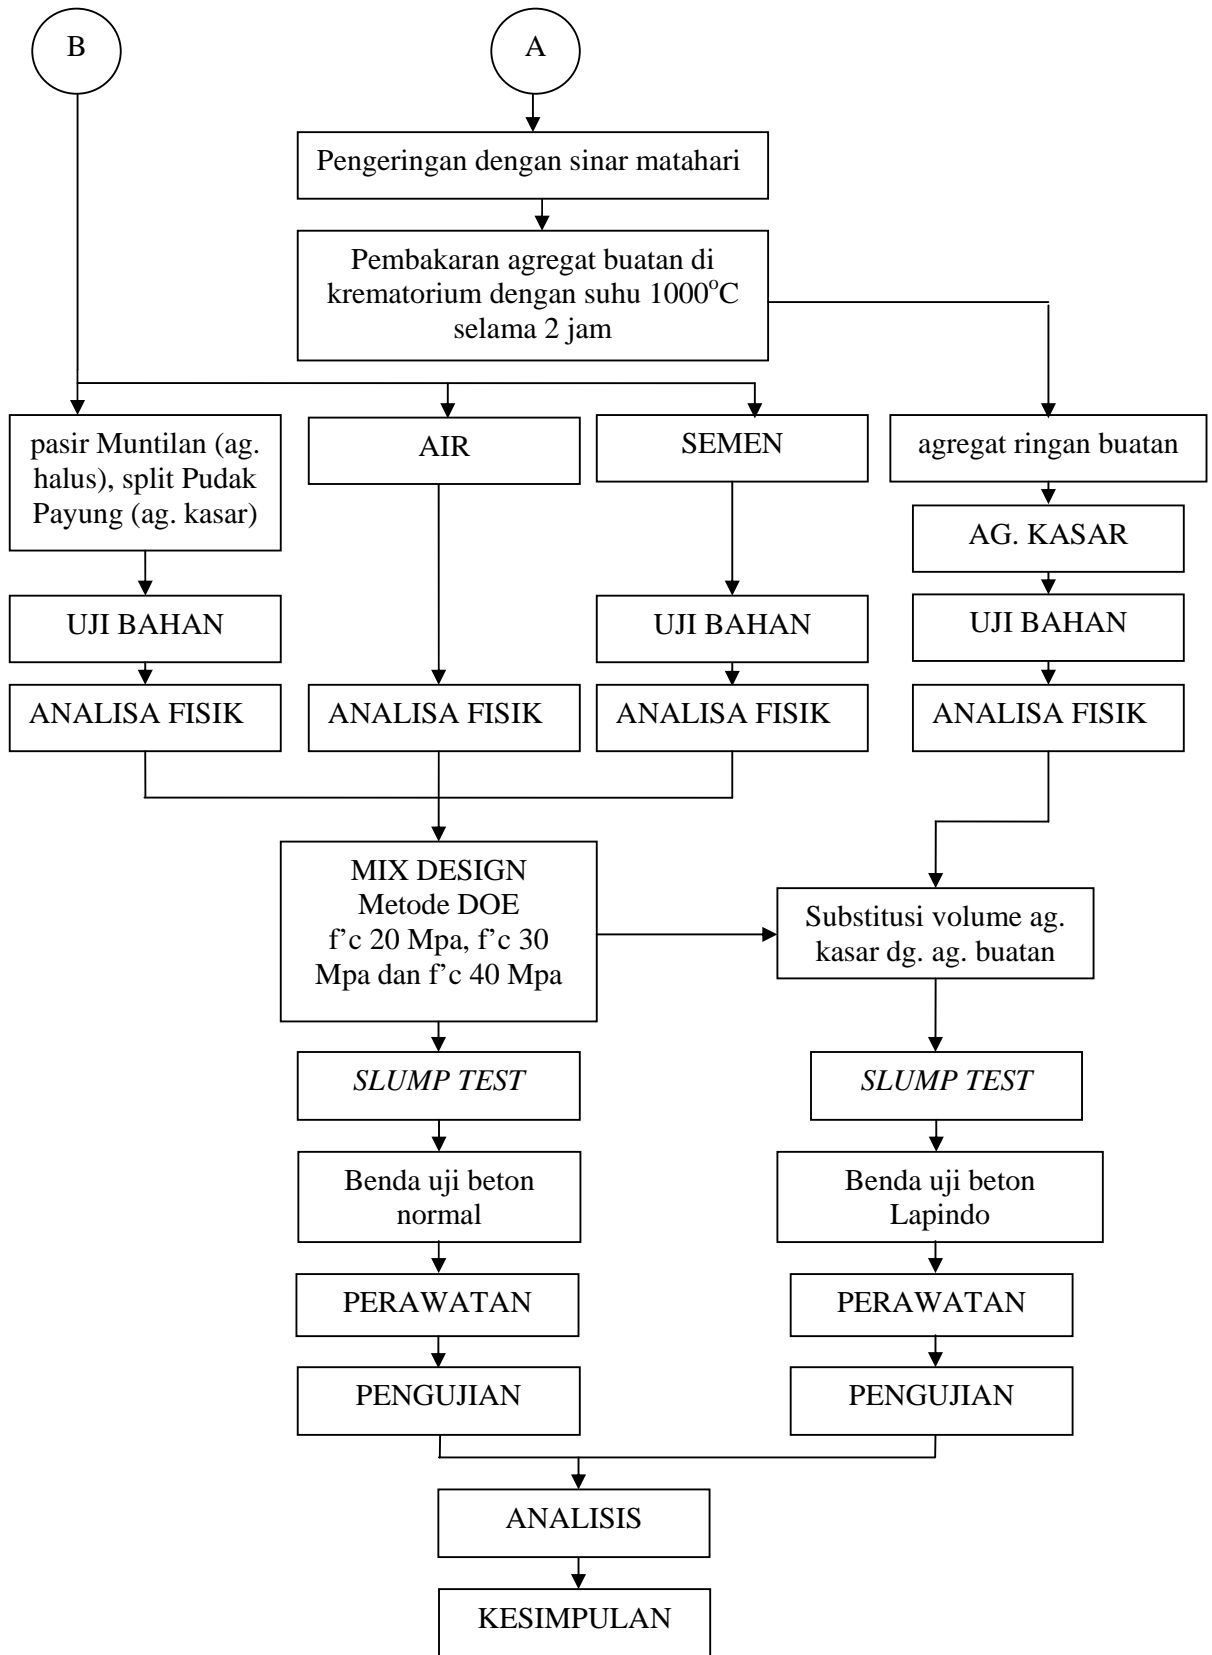 B
A
Pengeringan dengan sinar matahari
Pembakaran agregat buatan di
krematorium dengan suhu 1000°C
selama 2 jam
pasir Muntilan (ag.
halus), split Pudak
Payung (ag. kasar)
AIR
SEMEN
agregat ringan buatan
AG. KASAR
UJI BAHAN
UJI BAHAN
UJI BAHAN
ANALISA FISIK
ANALISA FISIK
ANALISA FISIK
ANALISA FISIK
MIX DESIGN
Metode DOE
f’c 20 Mpa, f’c 30
Mpa dan f’c 40 Mpa
Substitusi volume ag.
kasar dg. ag. buatan
SLUMP TEST
SLUMP TEST
Benda uji beton
normal
Benda uji beton
Lapindo
PERAWATAN
PERAWATAN
PENGUJIAN
PENGUJIAN
ANALISIS
KESIMPULAN